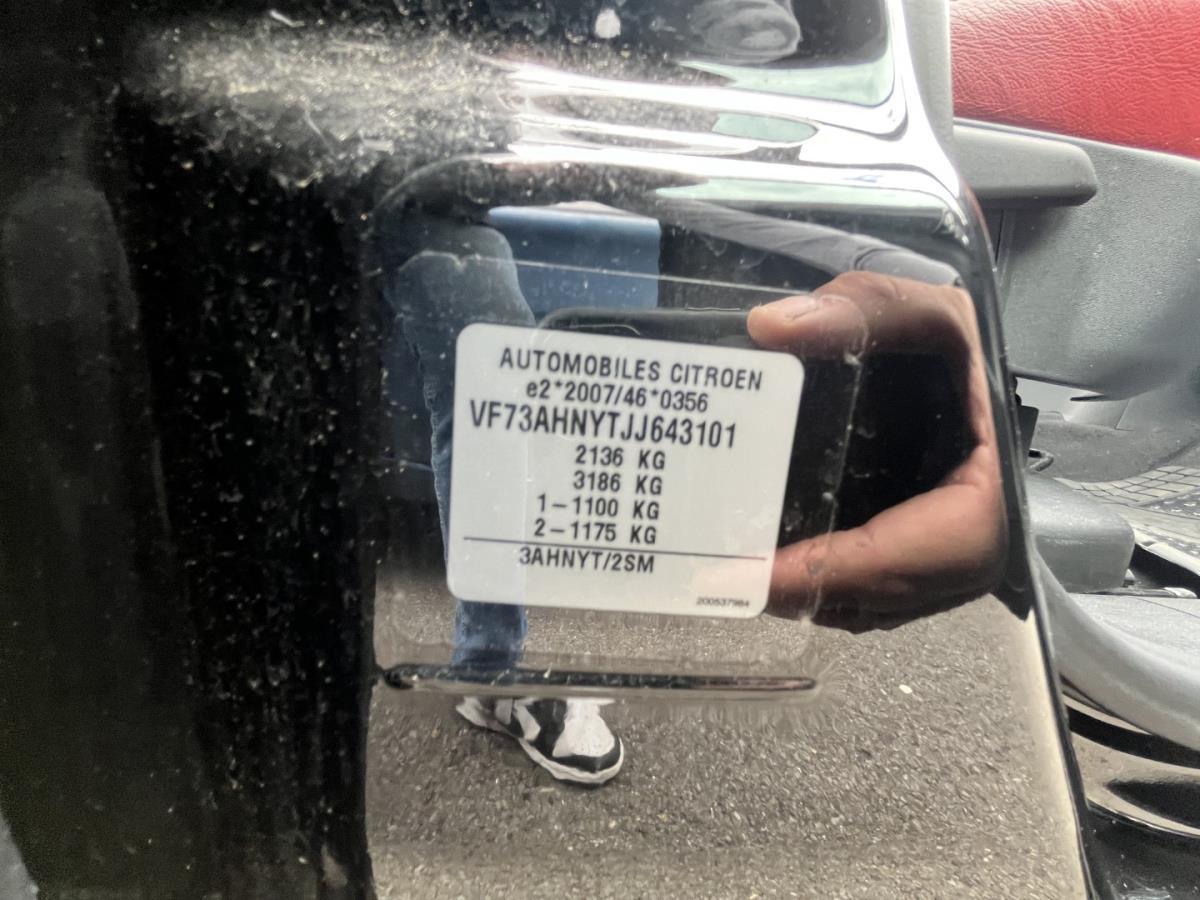 AUTOMOBILES CITROEN
e2*2007/46*0356
VF73AHNYTJJ643101
2136 KG
3186 KG
1-1100 KG
2-1175 KG
3AHNYT/2SM
200537984